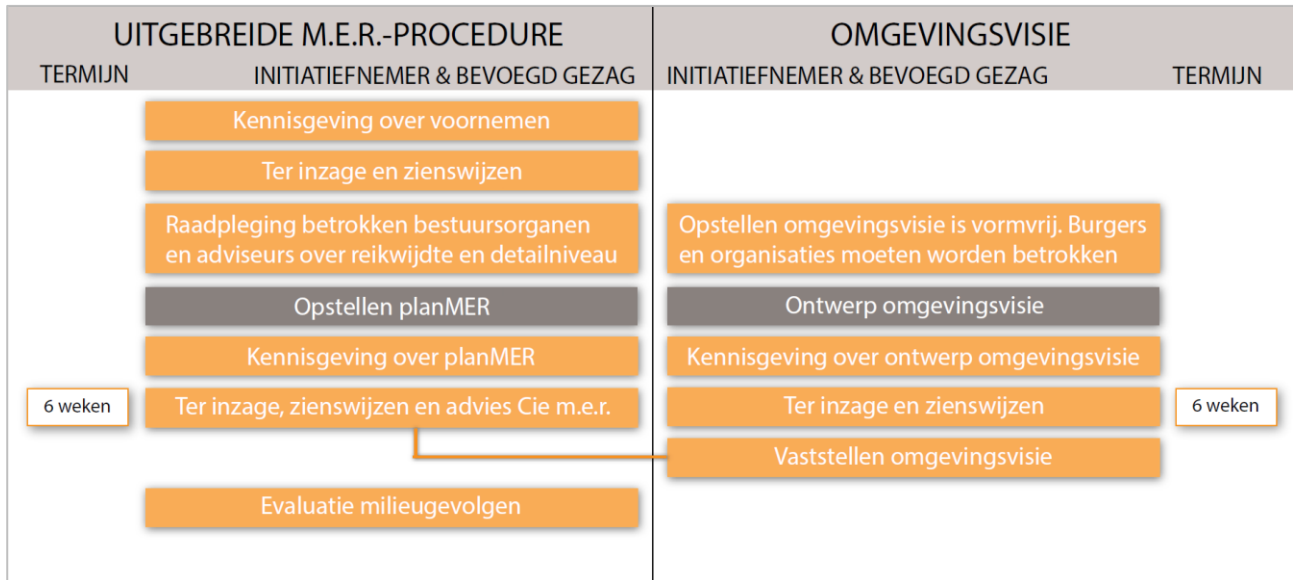 UITGEBREIDE M.E.R.-PROCEDURE
TERMIJN
INITIATIEFNEMER & BEVOEGD GEZAG
Kennisgeving over voornemen
Ter inzage en zienswijzen
Raadpleging betrokken bestuursorganen
en adviseurs over reikwijdte en detailniveau
Opstellen planMER
Kennisgeving over planMER
6 weken
Ter inzage, zienswijzen en advies Cie m.e.r.
Evaluatie milieugevolgen
OMGEVINGSVISIE
INITIATIEFNEMER & BEVOEGD GEZAG
TERMIJN
Opstellen omgevingsvisie is vormvrij. Burgers
en organisaties moeten worden betrokken
Ontwerp omgevingsvisie
Kennisgeving over ontwerp omgevingsvisie
Ter inzage en zienswijzen
6 weken
Vaststellen omgevingsvisie